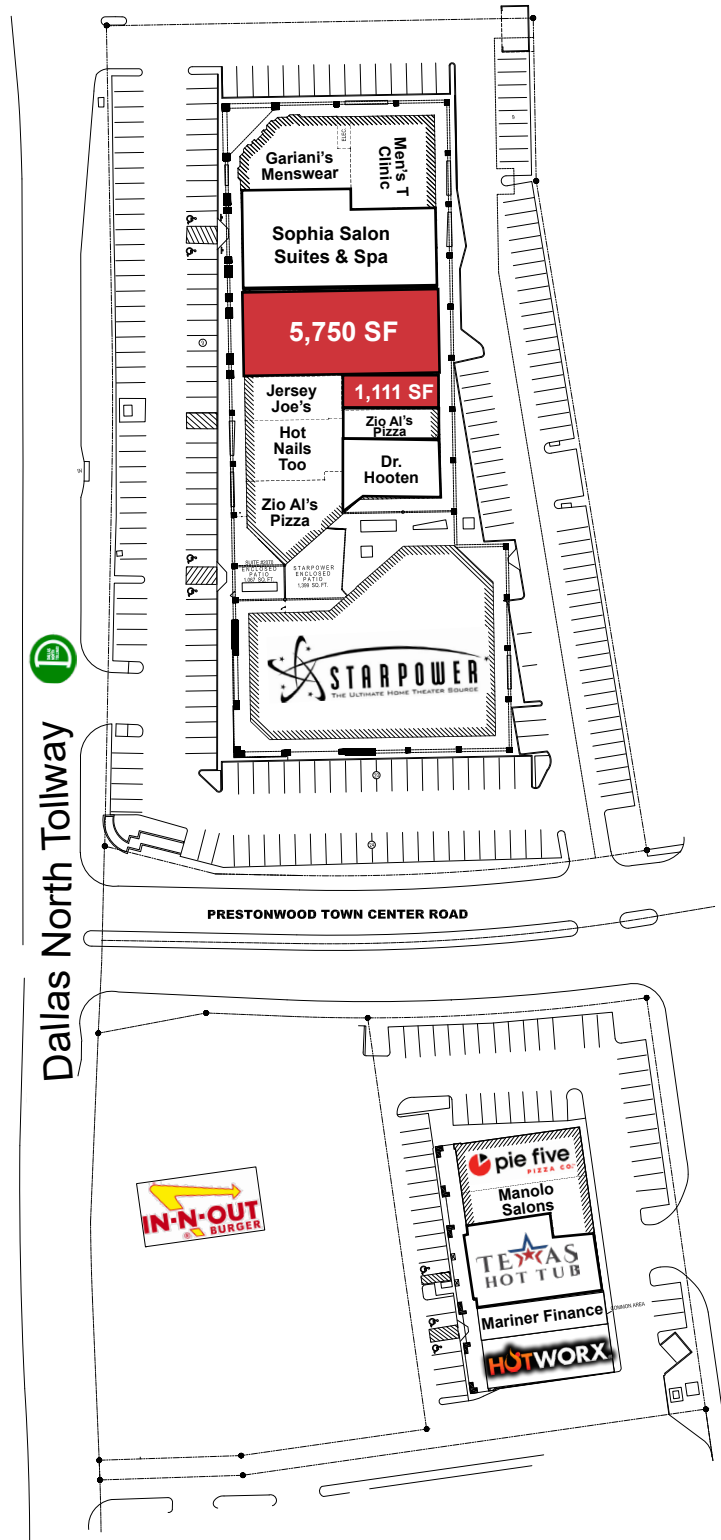 ELEC.
Gariani's
Menswear
Men's T
Clinic
Sophia Salon
Suites & Spa
5,750 SF
1,111 SF
Jersey
Joe's
Zio Al's
Pizza
Hot
Nails
Too
Dr.
Hooten
Zio Al's
Pizza
ENCLOSED
PATIO
STARPOWER
ENCLOSED
PATIO
STARPOWER
THE ULTIMATE HOME THEATER SOURCE
D
Dallas North Tollway
PRESTONWOOD TOWN CENTER ROAD
IN-N-OUT
BURGER
pie five
PIZZA CO.
Manolo
Salons
TEXAS
HOT TUB
Mariner Finance
COMMON AREA
HOTWORX